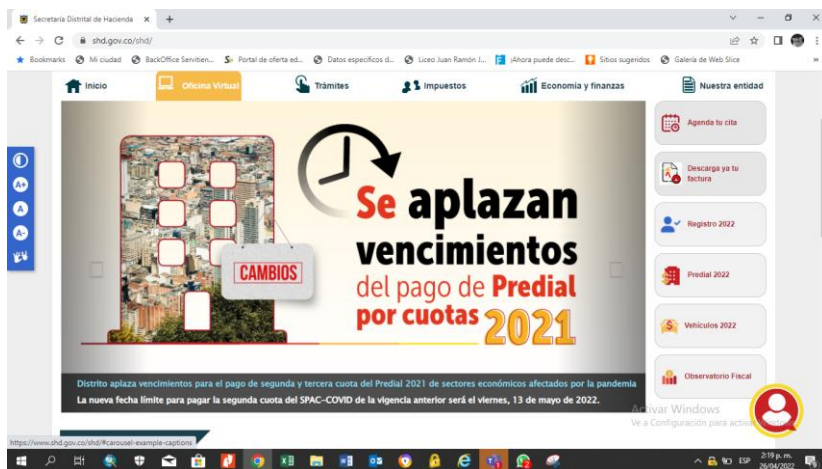 Secretaría Distrital de Hacienda
shd.gov.co/shd/
Bookmarks Mi ciudad BackOffice Servitien... Portal de oferta ed... Datos especificos d... Liceo Juan Ramón J... ¡Ahora puede desc... Sitios sugeridos Galería de Web Slice
Inicio Oficina Virtual Trámites Impuestos Economía y finanzas Nuestra entidad
Se aplazan
vencimientos
del pago de Predial
por cuotas 2021
CAMBIOS
Distrito aplaza vencimientos para el pago de segunda y tercera cuota del Predial 2021 de sectores económicos afectados por la pandemia
La nueva fecha límite para pagar la segunda cuota del SPAC-COVID de la vigencia anterior será el viernes, 13 de mayo de 2022.
A+
A
A-
Agenda tu cita
Descarga ya tu
factura
Registro 2022
Predial 2022
Vehículos 2022
Observatorio Fiscal
Activar Windows
Ve a Configuración para activar
https://www.shd.gov.co/shd/#carousel-example-captions
ESP
2:19 p. m.
26/04/2022